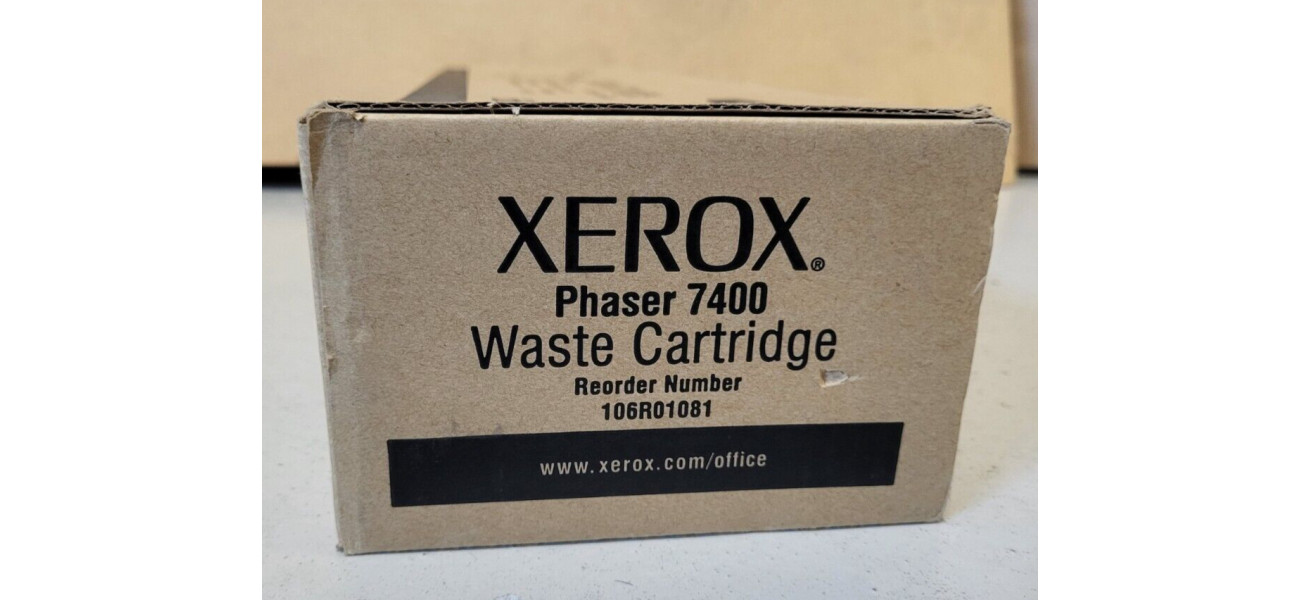 XEROX®
Phaser 7400
Waste Cartridge
Reorder Number
106R01081
www.xerox.com/office